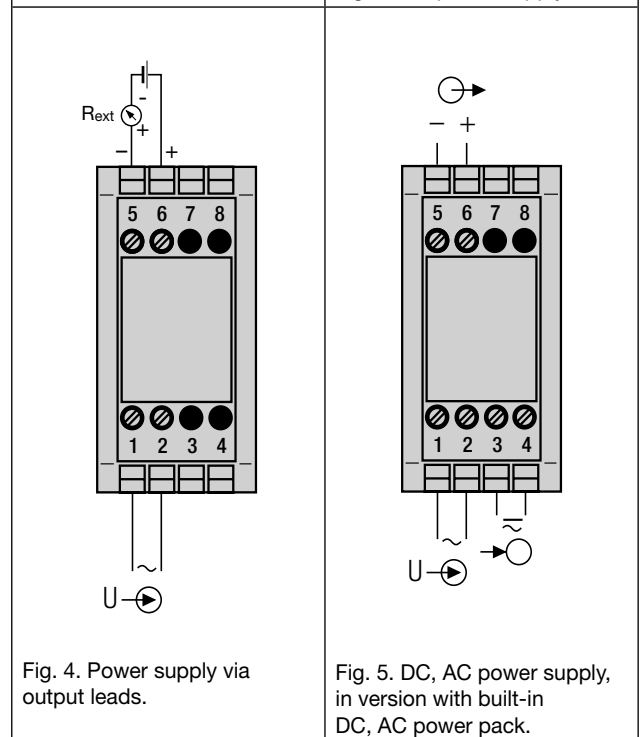 Rext
-
+
− +
5 6 7 8
1 2 3 4
~
U
Fig. 4. Power supply via
output leads.
− +
5 6 7 8
1 2 3 4
~
U
Fig. 5. DC, AC power supply,
in version with built-in
DC, AC power pack.